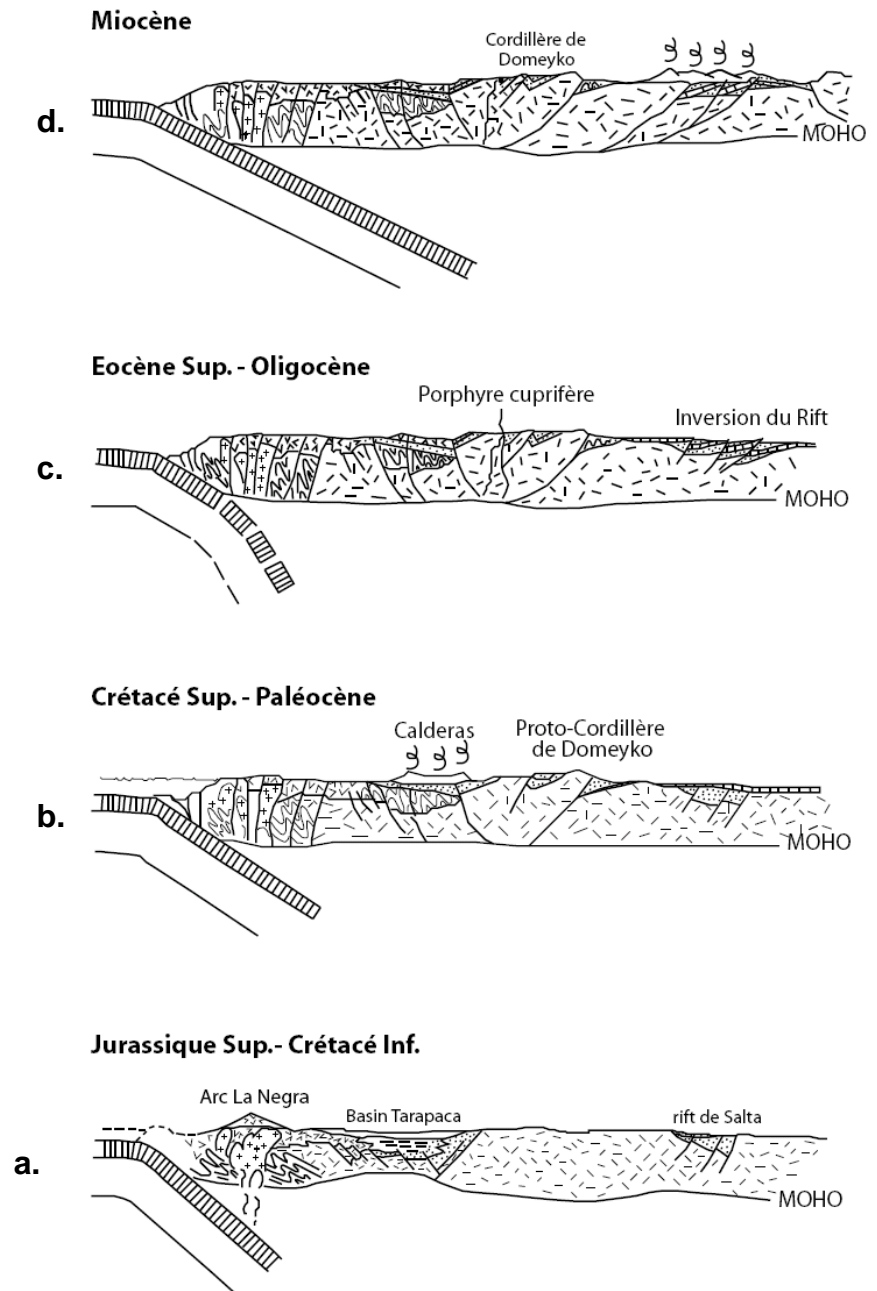 Miocène
Cordillère de
Domeyko
d.
MOHO
Eocène Sup. - Oligocène
Porphyre cuprifère
Inversion du Rift
c.
MOHO
Crétacé Sup. - Paléocène
Calderas
Proto-Cordillère
de Domeyko
b.
MOHO
Jurassique Sup.- Crétacé Inf.
Arc La Negra
Basin Tarapaca
rift de Salta
a.
MOHO